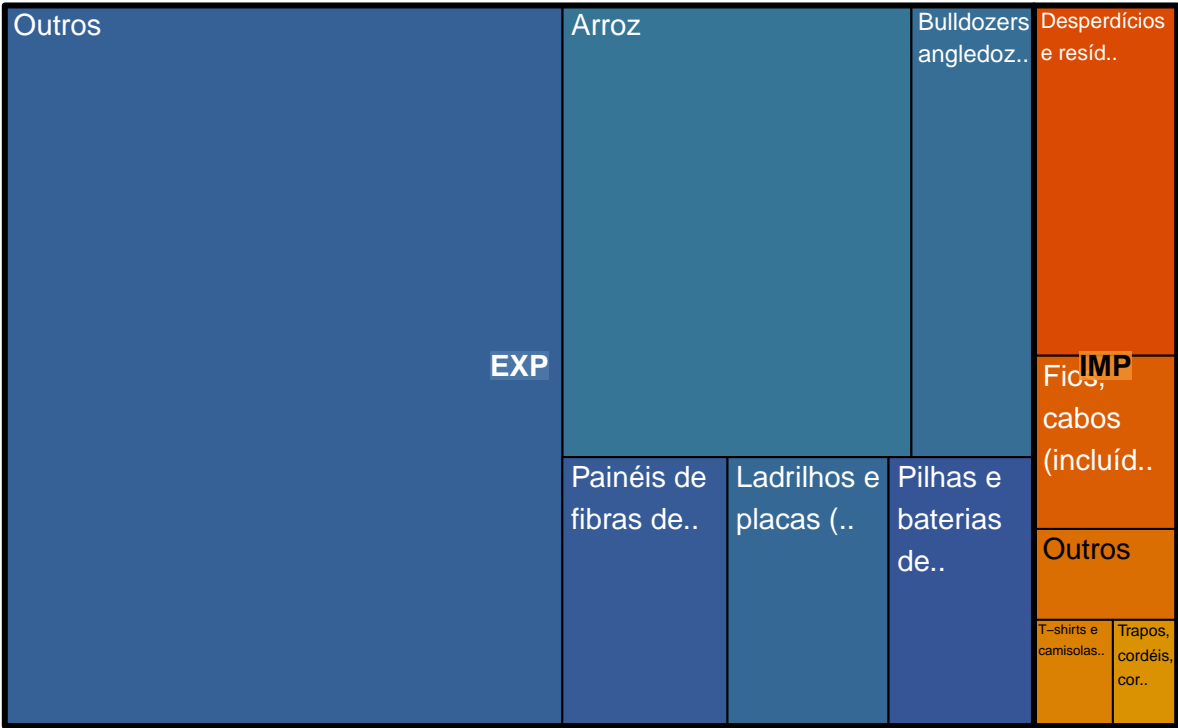 Outros
Arroz
Bulldozers
angledoz..
Desperdícios
e resíd..
EXP
IMP
Fios,
cabos
(incluíd..
Painéis de
fibras de..
Ladrilhos e
placas (..
Pilhas e
baterias
de..
Outros
T−shirts e
camisolas..
Trapos,
cordéis,
cor..